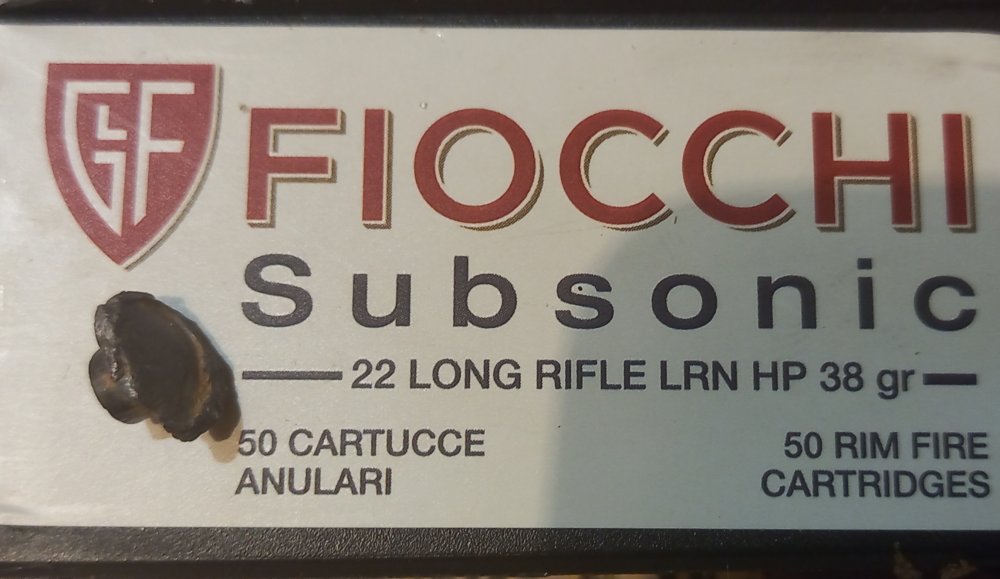 GF
FIOCCHI
Subsonic
22 LONG RIFLE LRN HP 38 gr
50 CARTUCCE
ANULARI
50 RIM FIRE
CARTRIDGES